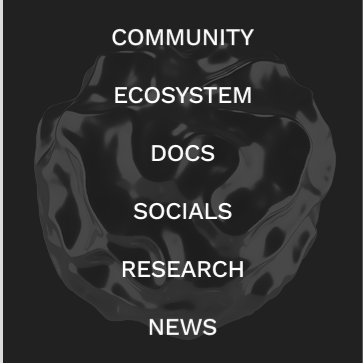 COMMUNITY
ECOSYSTEM
DOCS
SOCIALS
RESEARCH
NEWS